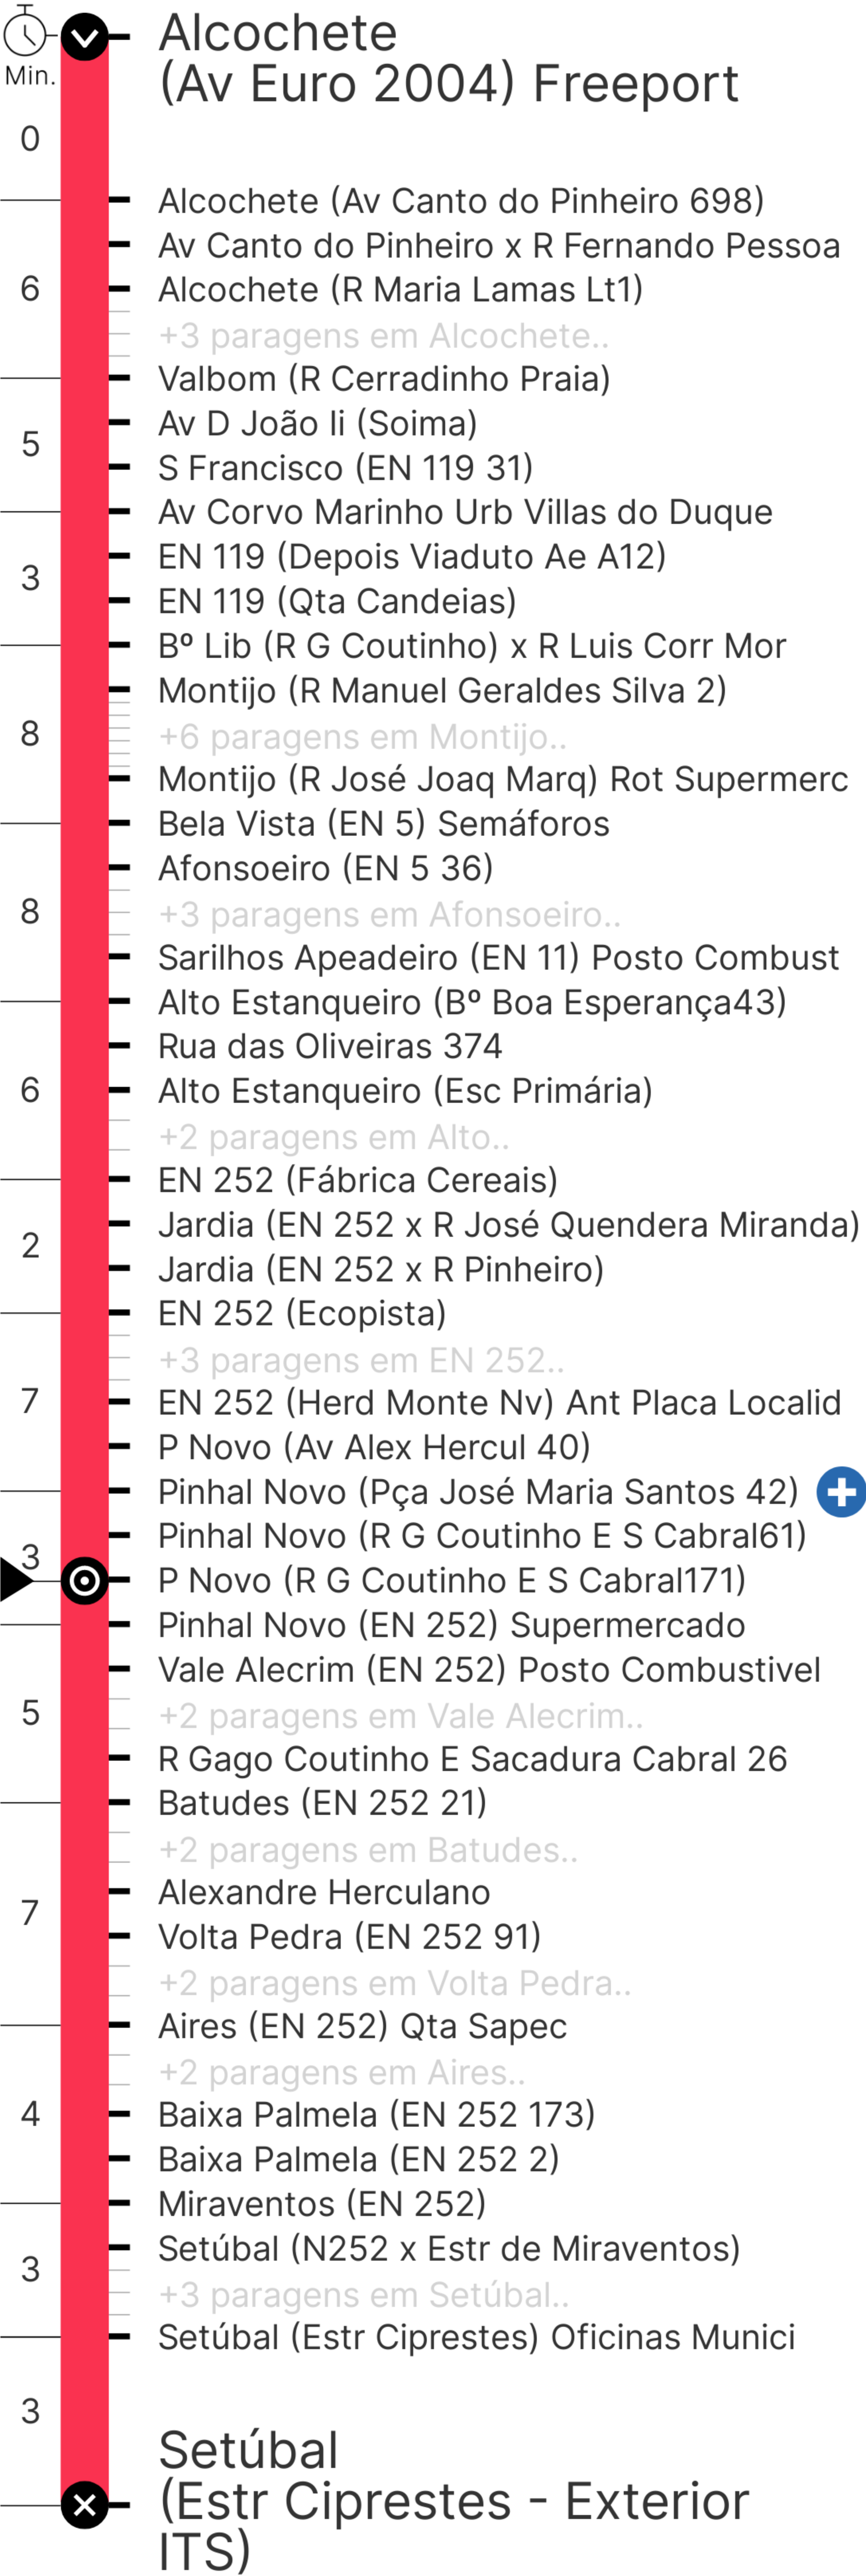 Alcochete
(Av Euro 2004) Freeport
Min.
0
Alcochete (Av Canto do Pinheiro 698)
Av Canto do Pinheiro x R Fernando Pessoa
6
Alcochete (R Maria Lamas Lt1)
+3 paragens em Alcochete..
Valbom (R Cerradinho Praia)
Av D João Ii (Soima)
5
S Francisco (EN 119 31)
Av Corvo Marinho Urb Villas do Duque
EN 119 (Depois Viaduto Ae A12)
3
EN 119 (Qta Candeias)
Bº Lib (R G Coutinho) x R Luis Corr Mor
Montijo (R Manuel Geraldes Silva 2)
8
+6 paragens em Montijo..
Montijo (R José Joaq Marq) Rot Supermerc
Bela Vista (EN 5) Semáforos
Afonsoeiro (EN 5 36)
8
+3 paragens em Afonsoeiro..
Sarilhos Apeadeiro (EN 11) Posto Combust
Alto Estanqueiro (Bº Boa Esperança43)
Rua das Oliveiras 374
6
Alto Estanqueiro (Esc Primária)
+2 paragens em Alto..
EN 252 (Fábrica Cereais)
Jardia (EN 252 x R José Quendera Miranda)
2
Jardia (EN 252 x R Pinheiro)
EN 252 (Ecopista)
+3 paragens em EN 252..
7
EN 252 (Herd Monte Nv) Ant Placa Localid
P Novo (Av Alex Hercul 40)
Pinhal Novo (Pça José Maria Santos 42)
Pinhal Novo (R G Coutinho E S Cabral61)
3
P Novo (R G Coutinho E S Cabral171)
Pinhal Novo (EN 252) Supermercado
Vale Alecrim (EN 252) Posto Combustivel
5
+2 paragens em Vale Alecrim..
R Gago Coutinho E Sacadura Cabral 26
Batudes (EN 252 21)
+2 paragens em Batudes..
Alexandre Herculano
7
Volta Pedra (EN 252 91)
+2 paragens em Volta Pedra..
Aires (EN 252) Qta Sapec
+2 paragens em Aires..
4
Baixa Palmela (EN 252 173)
Baixa Palmela (EN 252 2)
Miraventos (EN 252)
Setúbal (N252 x Estr de Miraventos)
3
+3 paragens em Setúbal..
Setúbal (Estr Ciprestes) Oficinas Munici
3
Setúbal
(Estr Ciprestes - Exterior
ITS)